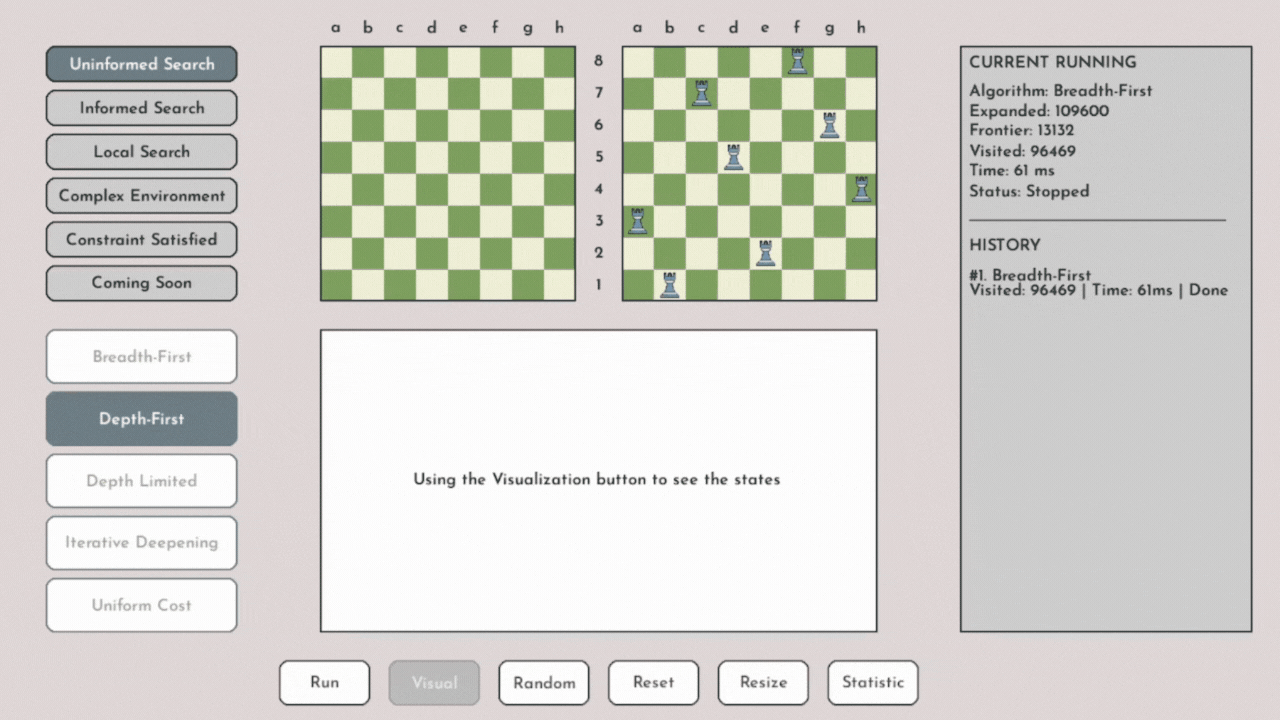 a b c d e f g h a b c d e f g h
Uninformed Search
Informed Search
Local Search
Complex Environment
Constraint Satisfied
Coming Soon
Breadth-First
Depth-First
Depth Limited
Iterative Deepening
Uniform Cost
8
7
6
5
4
3
2
1
Using the Visualization button to see the states
Run Visual Random Reset Resize Statistic
CURRENT RUNNING
Algorithm: Breadth-First
Expanded: 109600
Frontier: 13132
Visited: 96469
Time: 61 ms
Status: Stopped
HISTORY
#1. Breadth-First
Visited: 96469 | Time: 61ms | Done